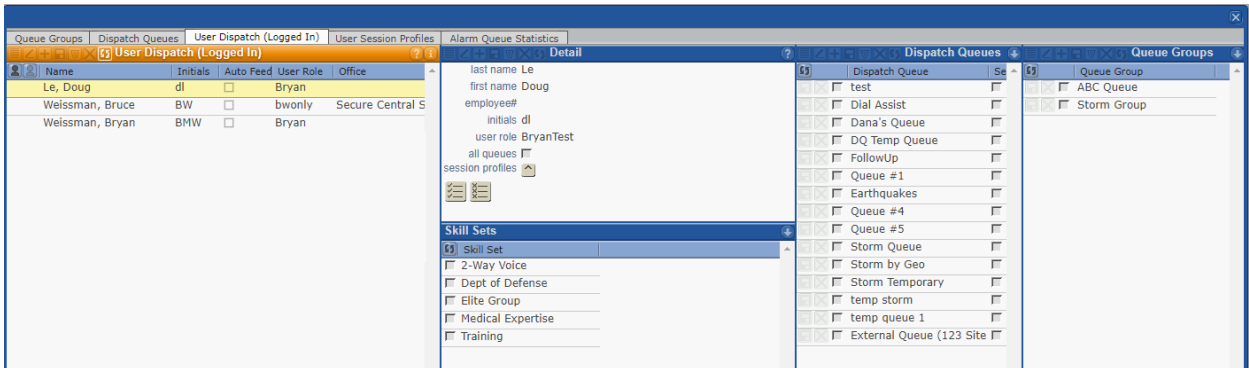 Queue Groups Dispatch Queues User Dispatch (Logged In) User Session Profiles Alarm Queue Statistics
User Dispatch (Logged In)
Name Initials Auto Feed User Role Office
Le, Doug dl Bryan
Weissman, Bruce BW bwonly Secure Central S
Weissman, Bryan BMW Bryan
Detail
last name Le
first name Doug
employee#
initials dl
user role BryanTest
all queues
session profiles
Skill Sets
Skill Set
2-Way Voice
Dept of Defense
Elite Group
Medical Expertise
Training
Dispatch Queues
Dispatch Queue Se
test
Dial Assist
Dana's Queue
DQ Temp Queue
FollowUp
Queue #1
Earthquakes
Queue #4
Queue #5
Storm Queue
Storm by Geo
Storm Temporary
temp storm
temp queue 1
External Queue (123 Site
Queue Groups
Queue Group
ABC Queue
Storm Group